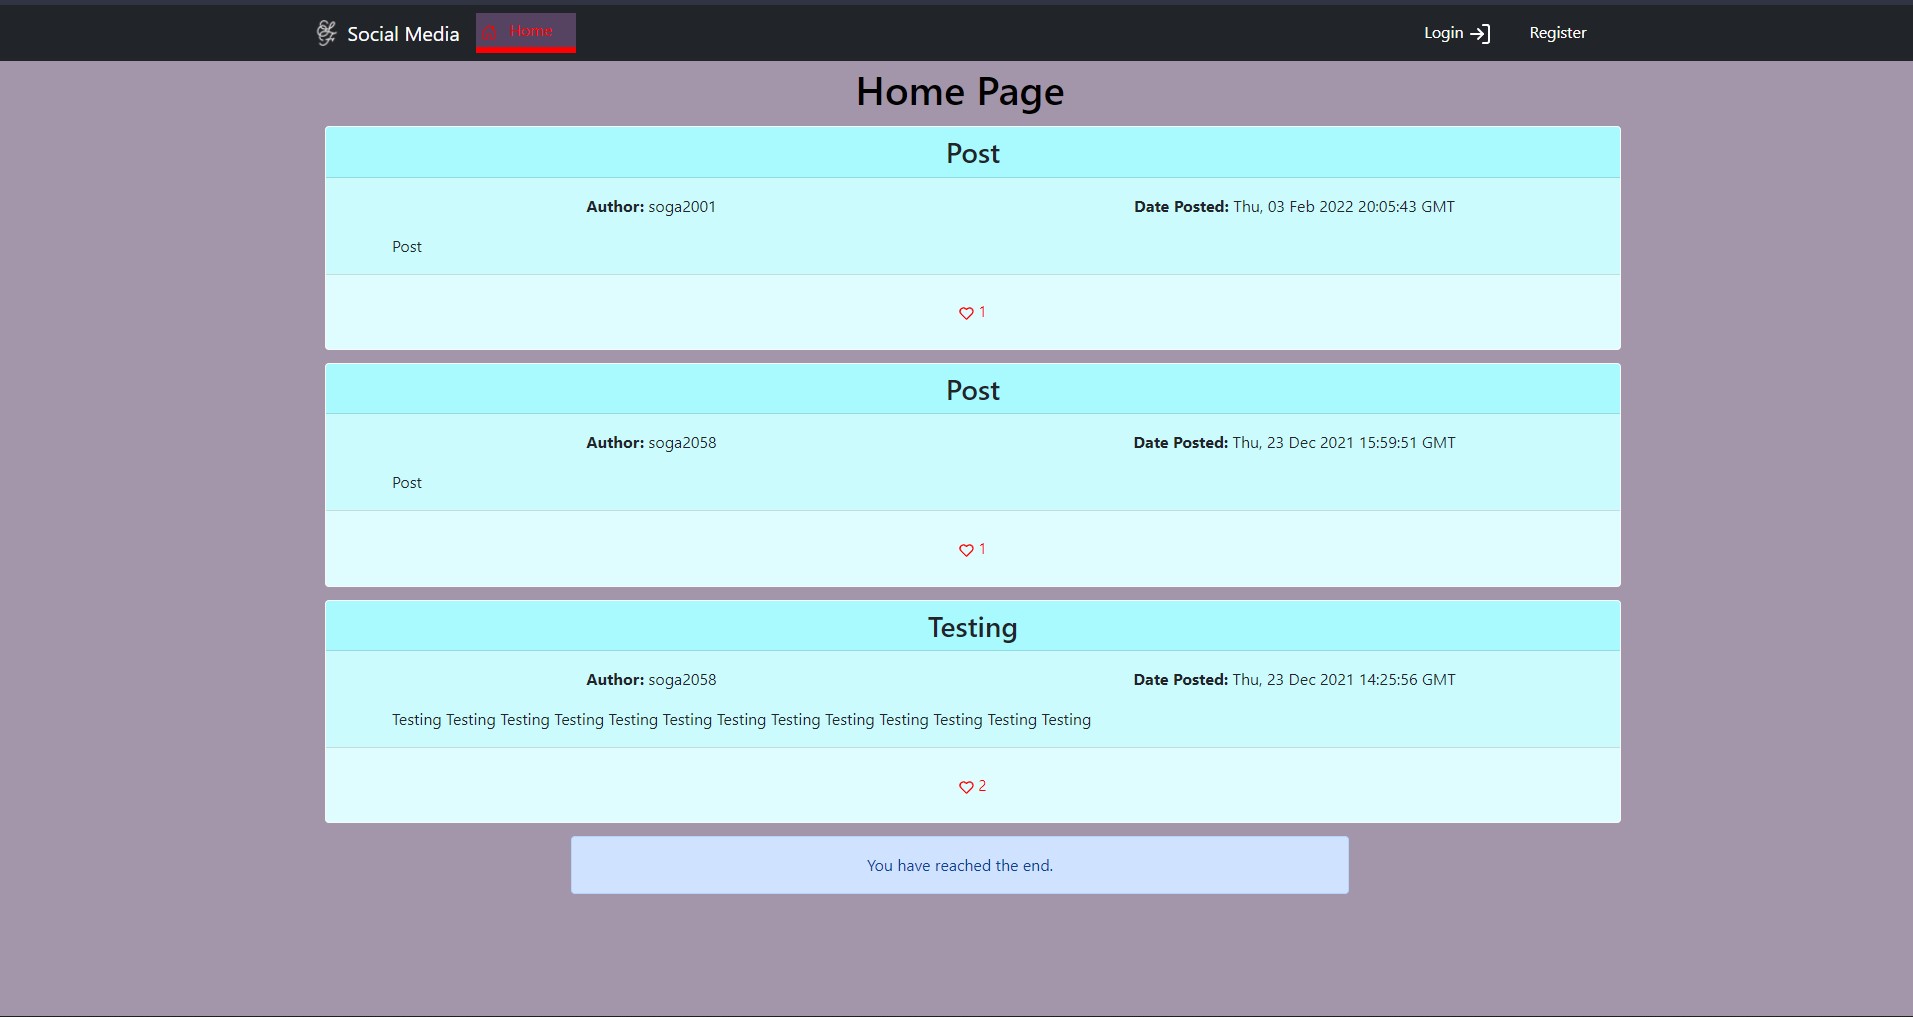 Social Media Home Login Register
Home Page
Post
Author: soga2001 Date Posted: Thu, 03 Feb 2022 20:05:43 GMT
Post
1
Post
Author: soga2058 Date Posted: Thu, 23 Dec 2021 15:59:51 GMT
Post
1
Testing
Author: soga2058 Date Posted: Thu, 23 Dec 2021 14:25:56 GMT
Testing Testing Testing Testing Testing Testing Testing Testing Testing Testing Testing Testing Testing
2
You have reached the end.